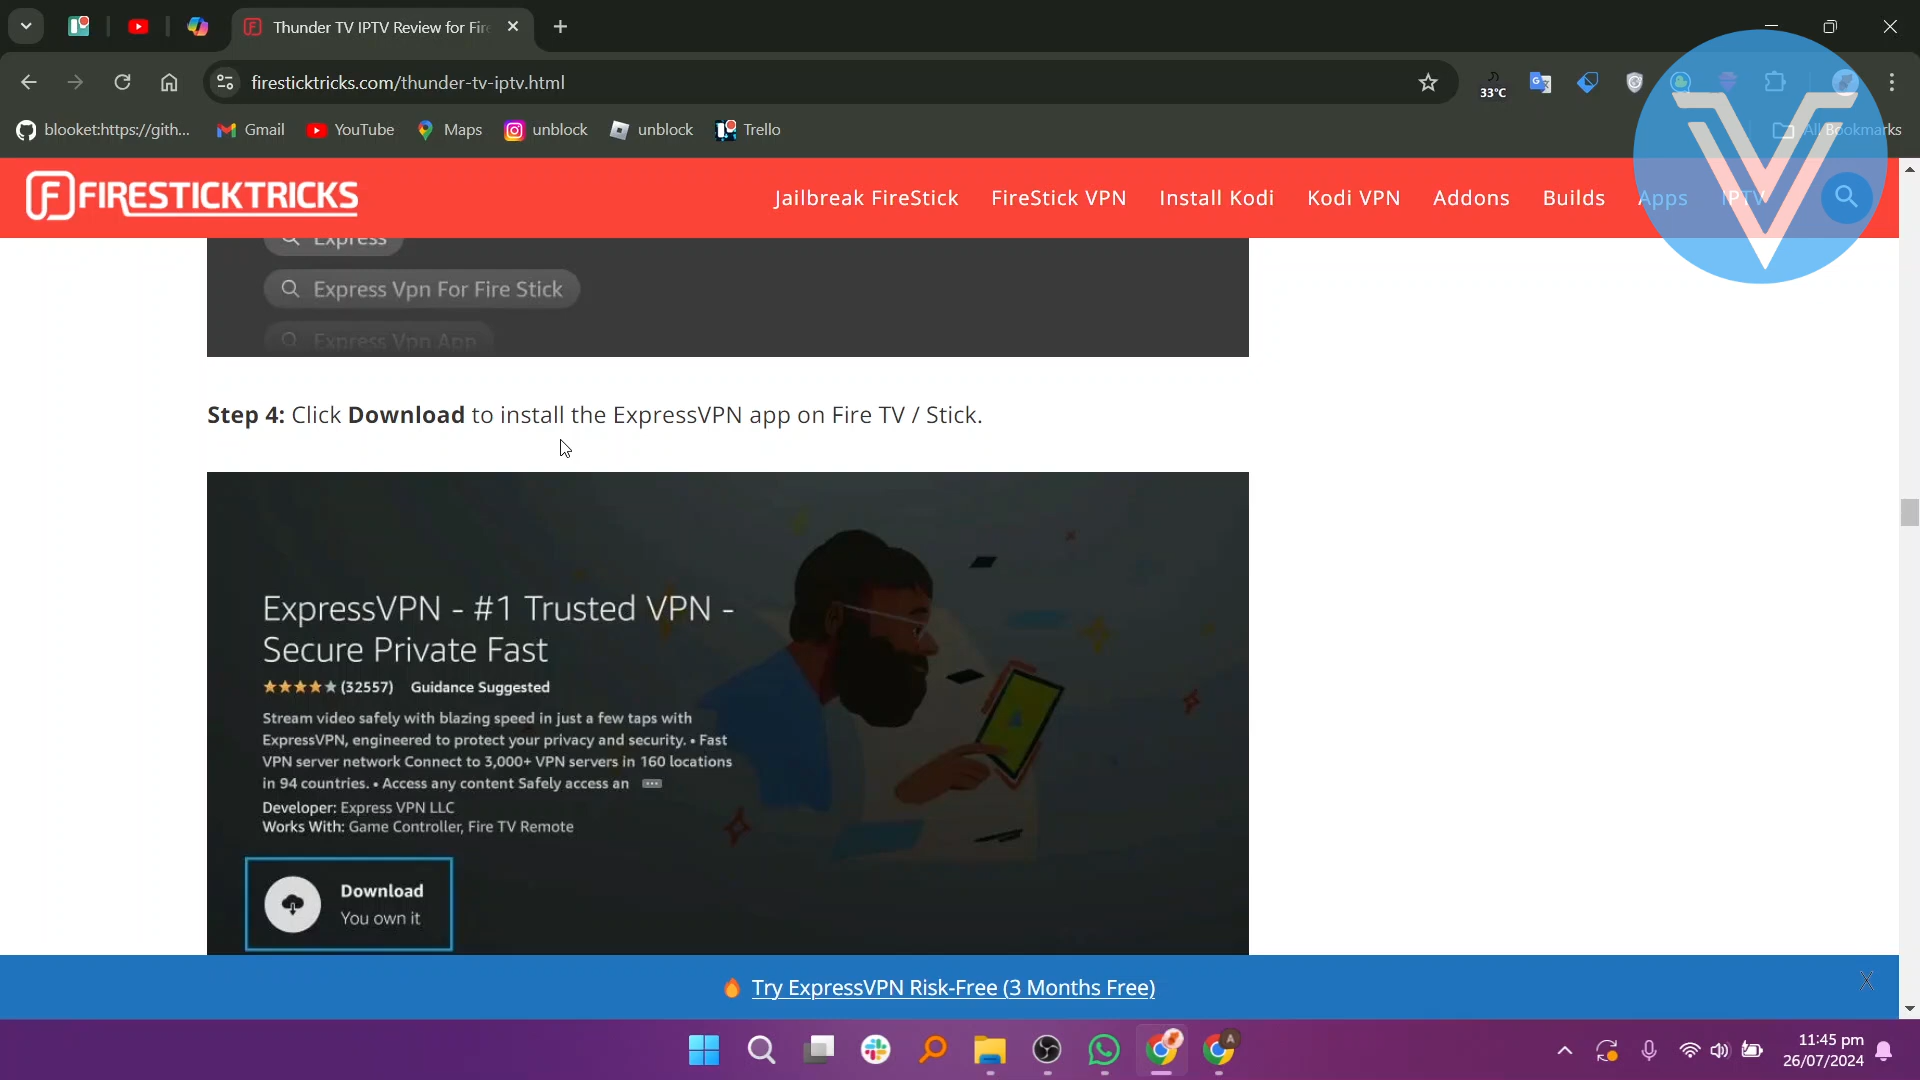 Thunder TV IPTV Review for Fire
firesticktricks.com/thunder-tv-iptv.html
33°C
blooket:https://gith...
Gmail
YouTube
Maps
unblock
unblock
Trello
All Bookmarks
FIRESTICKTRICKS
Jailbreak FireStick
FireStick VPN
Install Kodi
Kodi VPN
Addons
Builds
Apps
IPTV
Express
Express Vpn For Fire Stick
Express Vpn App
Step 4: Click Download to install the ExpressVPN app on Fire TV / Stick.
ExpressVPN - #1 Trusted VPN -
Secure Private Fast
(32557) Guidance Suggested
Stream video safely with blazing speed in just a few taps with
ExpressVPN, engineered to protect your privacy and security. • Fast
VPN server network Connect to 3,000+ VPN servers in 160 locations
in 94 countries. • Access any content Safely access an
Developer: Express VPN LLC
Works With: Game Controller, Fire TV Remote
Download
You own it
Try ExpressVPN Risk-Free (3 Months Free)
X
11:45 pm
26/07/2024